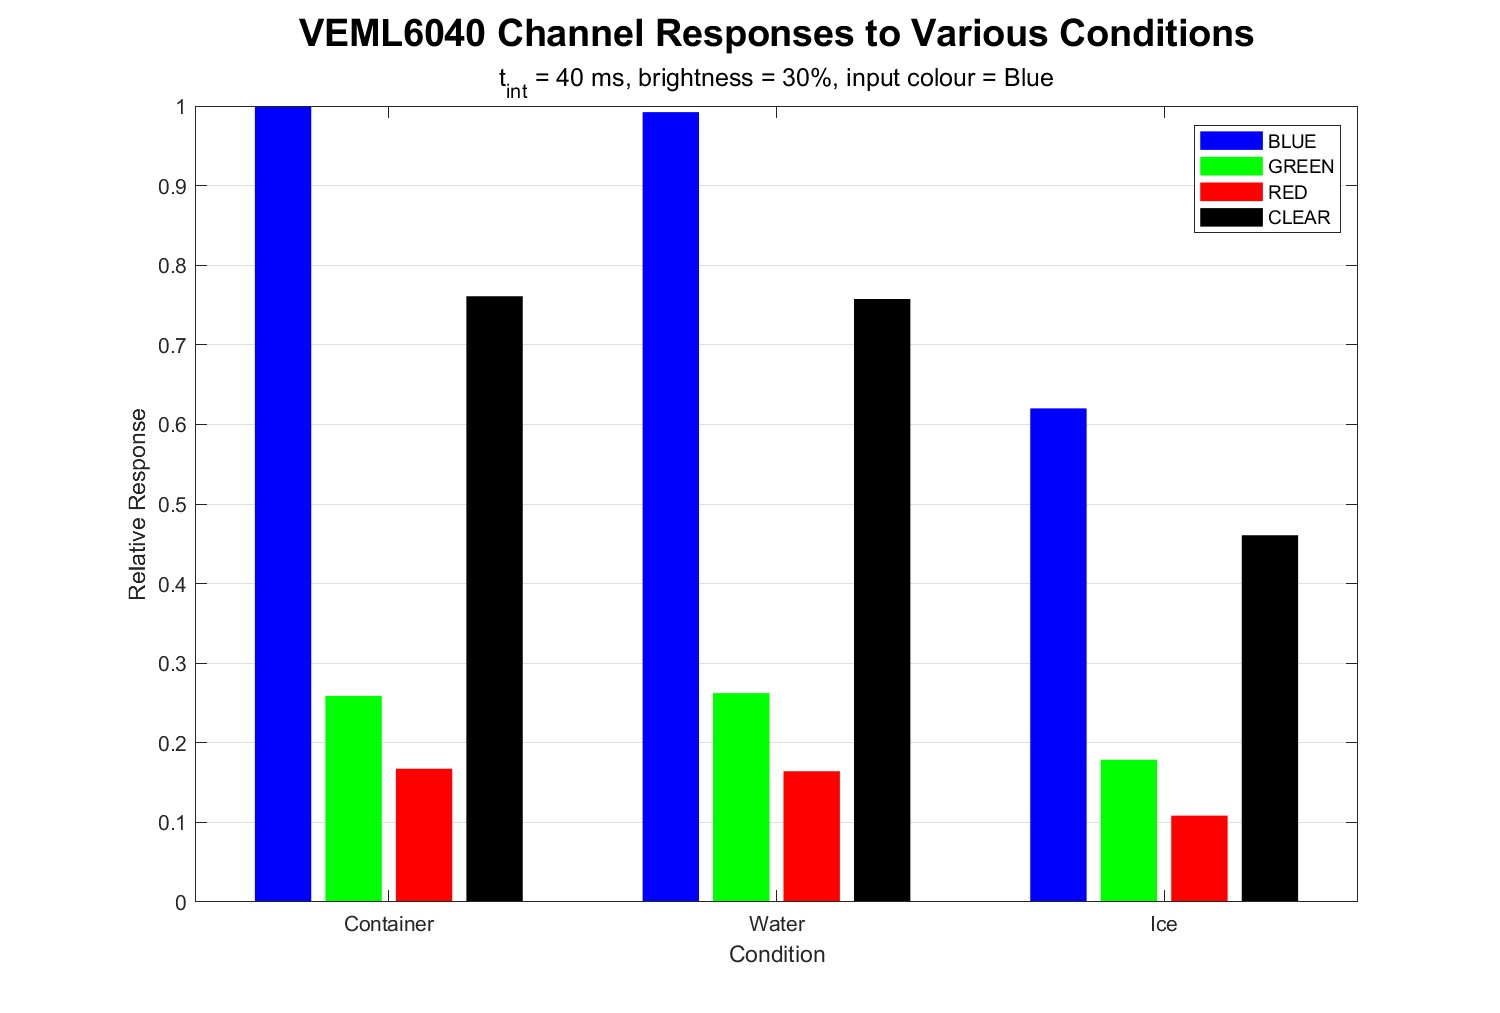 VEML6040 Channel Responses to Various Conditions
t_int = 40 ms, brightness = 30%, input colour = Blue
1
0.9
0.8
0.7
0.6
0.5
0.4
0.3
0.2
0.1
0
Relative Response
BLUE
GREEN
RED
CLEAR
Container
Water
Ice
Condition